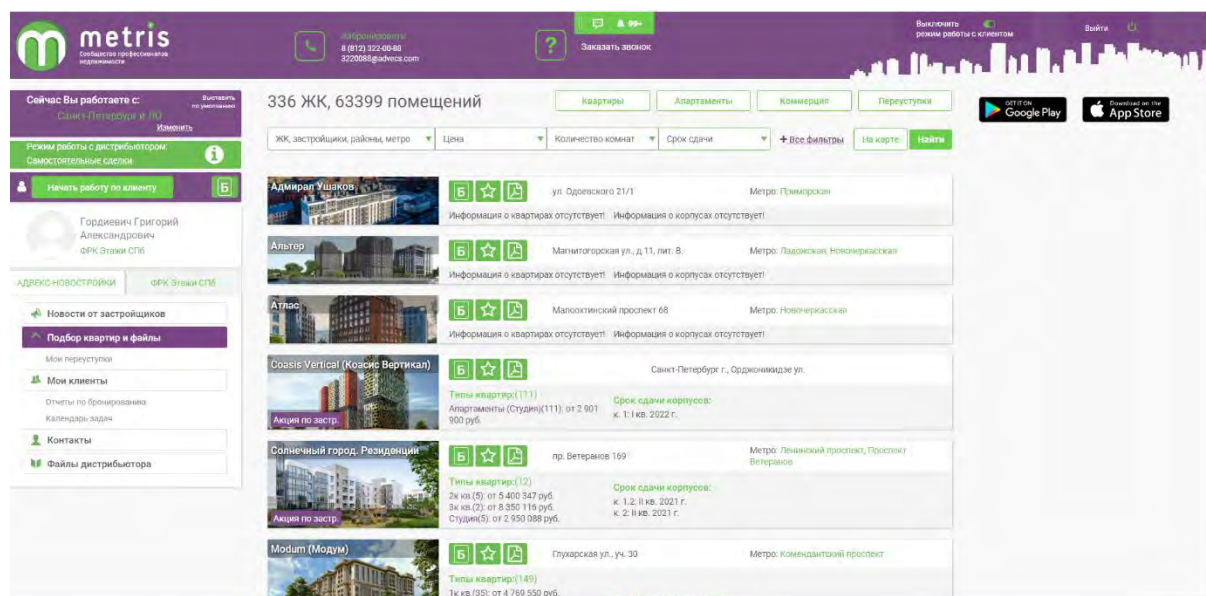 metris
Сообщество профессионалов
недвижимости
Забронировать
8 (812) 322-00-88
3220088@advecs.com
?
99+
Заказать звонок
Выключить
режим работы с клиентом
Выйти
Сейчас Вы работаете с:
Выставить
по умолчанию
Санкт-Петербург и ЛО
Изменить
Режим работы с дистрибьютором:
Самостоятельные сделки
Начать работу по клиенту
Б
Гордиевич Григорий
Александрович
ФРК Этажи СПб
АДВЕКС-НОВОСТРОЙКИ
ФРК Этажи СПб
Новости от застройщиков
Подбор квартир и файлы
Мои переуступки
Мои клиенты
Отчеты по бронированию
Календарь задач
Контакты
Файлы дистрибьютора
336 ЖК, 63399 помещений
Квартиры
Апартаменты
Коммерция
Переуступки
ЖК, застройщики, районы, метро
Цена
Количество комнат
Срок сдачи
+ Все фильтры
На карте
Найти
GET IT ON
Google Play
Download on the
App Store
Адмирал Ушаков
Б
ул. Одоевского 21/1
Метро: Приморская
Информация о квартирах отсутствует! Информация о корпусах отсутствует!
Альтер
Б
Магнитогорская ул., д 11, лит. В.
Метро: Ладожская, Новочеркасская
Информация о квартирах отсутствует! Информация о корпусах отсутствует!
Атлас
Б
Малоохтинский проспект 68
Метро: Новочеркасская
Информация о квартирах отсутствует! Информация о корпусах отсутствует!
Coasis Vertical (Коасис Вертикал)
Акция по застр.
Б
Санкт-Петербург г., Орджоникидзе ул.
Типы квартир:(111)
Апартаменты (Студия)(111): от 2 901
900 руб.
Срок сдачи корпусов:
к. 1: I кв. 2022 г.
Солнечный город. Резиденции
Акция по застр.
Б
пр. Ветеранов 169
Метро: Ленинский проспект, Проспект
Ветеранов
Типы квартир:(12)
2к кв.(5): от 5 400 347 руб.
3к кв.(2): от 8 350 116 руб.
Студия(5): от 2 950 088 руб.
Срок сдачи корпусов:
к. 1.2: II кв. 2021 г.
к. 2: II кв. 2021 г.
Modum (Модум)
Б
Глухарская ул., уч. 30
Метро: Комендантский проспект
Типы квартир:(149)
1к кв.(35): от 4 769 550 руб.